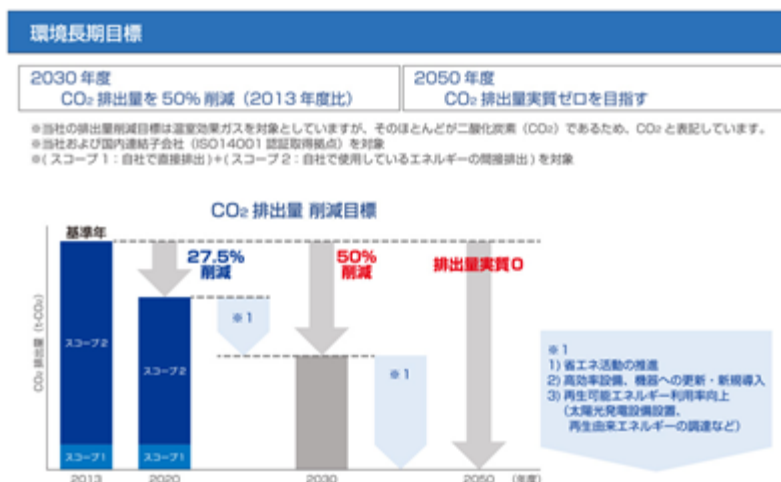 環境長期目標
2030 年度
CO₂ 排出量を 50% 削減（2013 年度比）
2050 年度
CO₂ 排出量実質ゼロを目指す
※当社の排出量削減目標は温室効果ガスを対象としていますが、そのほとんどが二酸化炭素（CO₂）であるため、CO₂ と表記しています。
※当社および国内連結子会社（ISO14001 認証取得拠点）を対象
※( スコープ 1：自社で直接排出 )+( スコープ 2：自社で使用しているエネルギーの間接排出 ) を対象
CO₂ 排出量 削減目標
基準年
27.5%
削減
50%
削減
排出量実質0
CO₂ 排出量（t-CO₂）
スコープ2
スコープ2
スコープ1
スコープ1
※1
※1
※1
1) 省エネ活動の推進
2) 高効率設備、機器への更新・新規導入
3) 再生可能エネルギー利用率向上
（太陽光発電設備設置、
再生由来エネルギーの調達など）
2013 2020 2030 2050 (年度)